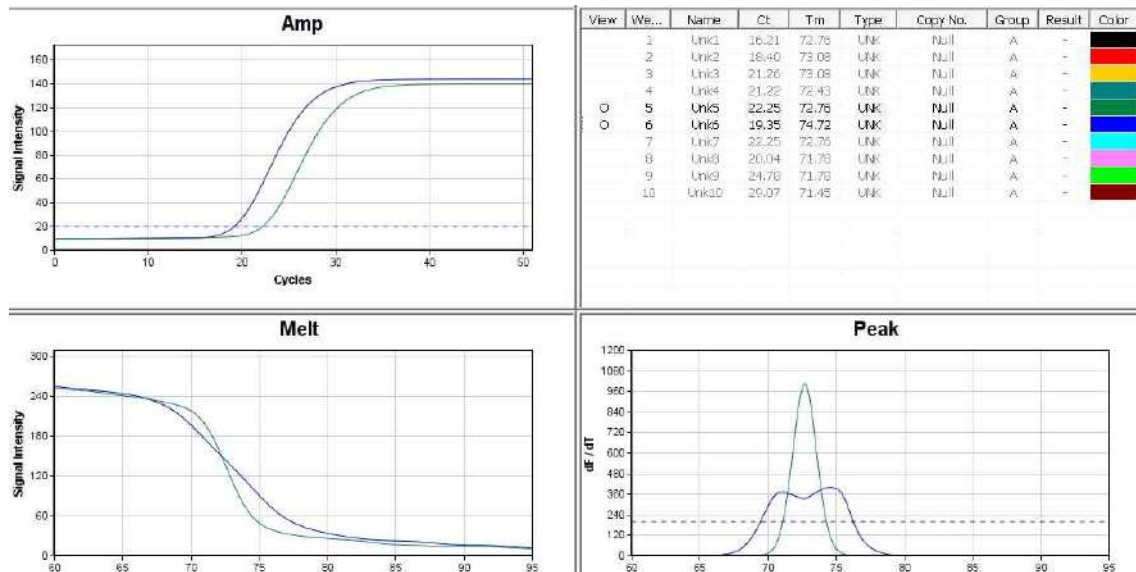 Amp
160
140
120
100
80
60
40
20
0
Signal Intensity
0 10 20 30 40 50
Cycles
View We... Name Ct Tm Type Copy No. Group Result Color
1 Unk1 16.21 72.76 UNK Null A -
2 Unk2 18.40 73.08 UNK Null A -
3 Unk3 21.26 73.08 UNK Null A -
4 Unk4 21.22 72.43 UNK Null A -
O 5 Unk5 22.25 72.76 UNK Null A -
O 6 Unk6 19.35 74.72 UNK Null A -
7 Unk7 22.25 72.76 UNK Null A -
8 Unk8 20.04 71.78 UNK Null A -
9 Unk9 24.78 71.78 UNK Null A -
10 Unk10 29.07 71.45 UNK Null A -
Melt
300
240
180
120
60
0
Signal Intensity
60 65 70 75 80 85 90 95
Peak
1200
1080
960
840
720
600
480
360
240
120
0
dF / dT
60 65 70 75 80 85 90 95